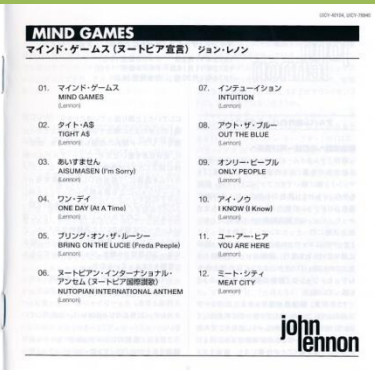 UICY-40104, UICY-76940
MIND GAMES
マインド・ゲームス（ヌートピア宣言） ジョン・レノン
01. マインド・ゲームス
MIND GAMES
(Lennon)
02. タイト・A$
TIGHT A$
(Lennon)
03. あいすません
AISUMASEN (I'm Sorry)
(Lennon)
04. ワン・デイ
ONE DAY (At A Time)
(Lennon)
05. ブリング・オン・ザ・ルーシー
BRING ON THE LUCIE (Freda Peeple)
(Lennon)
06. ヌートピアン・インターナショナル・
アンセム（ヌートピア国際讃歌）
NUTOPIAN INTERNATIONAL ANTHEM
(Lennon)
07. インテューイション
INTUITION
(Lennon)
08. アウト・ザ・ブルー
OUT THE BLUE
(Lennon)
09. オンリー・ピープル
ONLY PEOPLE
(Lennon)
10. アイ・ノウ
I KNOW (I Know)
(Lennon)
11. ユー・アー・ヒア
YOU ARE HERE
(Lennon)
12. ミート・シティ
MEAT CITY
(Lennon)
john
lennon